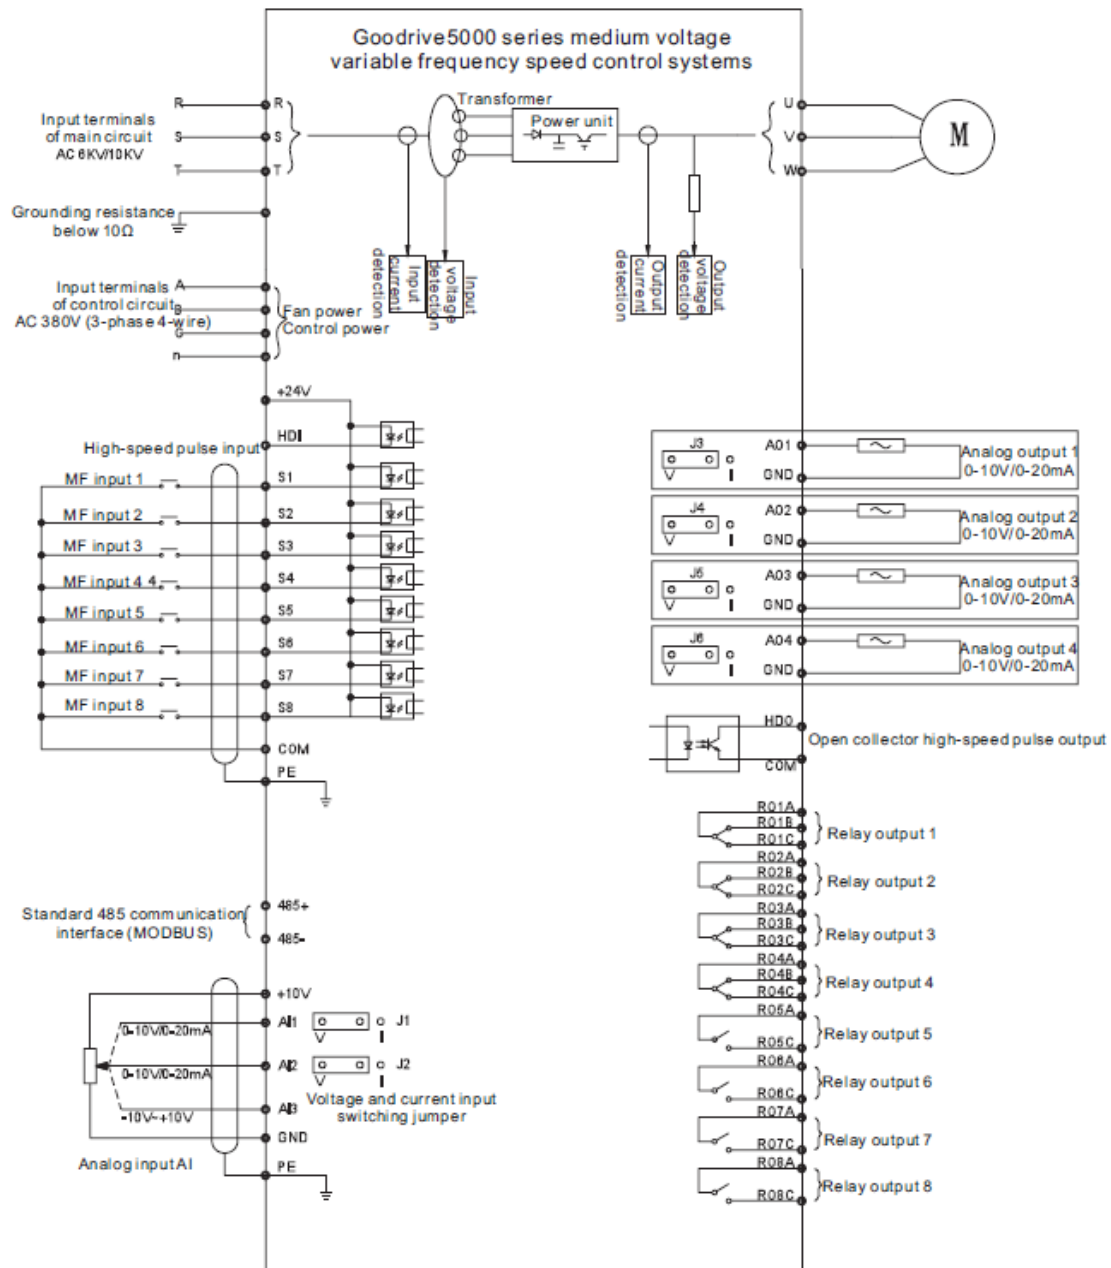 Goodrive5000 series medium voltage
variable frequency speed control systems
R
S
T
Input terminals
of main circuit
AC 6KV/10KV
R
S
T
Transformer
Power unit
U
V
W
M
Grounding resistance
below 10Ω
Input current detection
Input voltage detection
Output current detection
Output voltage detection
Input terminals
of control circuit
AC 380V (3-phase 4-wire)
A
B
C
n
Fan power
Control power
+24V
HDI
High-speed pulse input
MF input 1
S1
MF input 2
S2
MF input 3
S3
MF input 4 4
S4
MF input 5
S5
MF input 6
S6
MF input 7
S7
MF input 8
S8
COM
PE
Standard 485 communication
interface (MODBUS)
485+
485-
+10V
0-10V/0-20mA
AI1
V
I
J1
0-10V/0-20mA
AI2
V
I
J2
Voltage and current input
switching jumper
-10V~+10V
AI3
GND
Analog input AI
PE
J3
V
I
A01
GND
Analog output 1
0-10V/0-20mA
J4
V
I
A02
GND
Analog output 2
0-10V/0-20mA
J5
V
I
A03
GND
Analog output 3
0-10V/0-20mA
J6
V
I
A04
GND
Analog output 4
0-10V/0-20mA
HDO
COM
Open collector high-speed pulse output
R01A
R01B
R01C
Relay output 1
R02A
R02B
R02C
Relay output 2
R03A
R03B
R03C
Relay output 3
R04A
R04B
R04C
Relay output 4
R05A
R05C
Relay output 5
R06A
R06C
Relay output 6
R07A
R07C
Relay output 7
R08A
R08C
Relay output 8